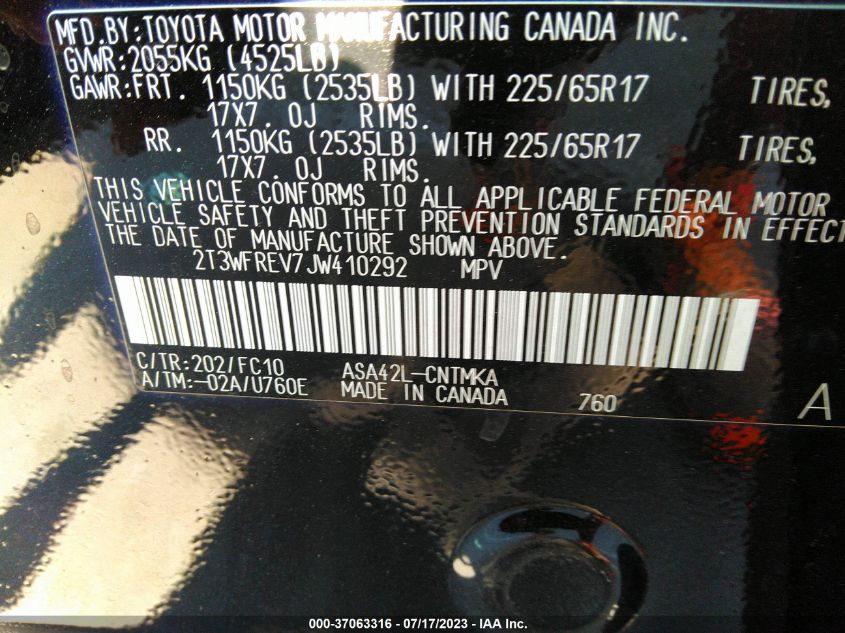 MFD.BY:TOYOTA MOTOR MANUFACTURING CANADA INC.
GVWR:2055KG (4525LB)
GAWR:FRT. 1150KG (2535LB) WITH 225/65R17 TIRES,
17X7. 0J RIMS.
RR. 1150KG (2535LB) WITH 225/65R17 TIRES,
17X7. 0J RIMS.
THIS VEHICLE CONFORMS TO ALL APPLICABLE FEDERAL MOTOR
VEHICLE SAFETY AND THEFT PREVENTION STANDARDS IN EFFECT
THE DATE OF MANUFACTURE SHOWN ABOVE.
2T3WFREV7JW410292 MPV
C/TR:202/FC10 ASA42L-CNTMKA
A/TM:-02A/U760E MADE IN CANADA 760 A
000-37063316 - 07/17/2023 - IAA Inc.